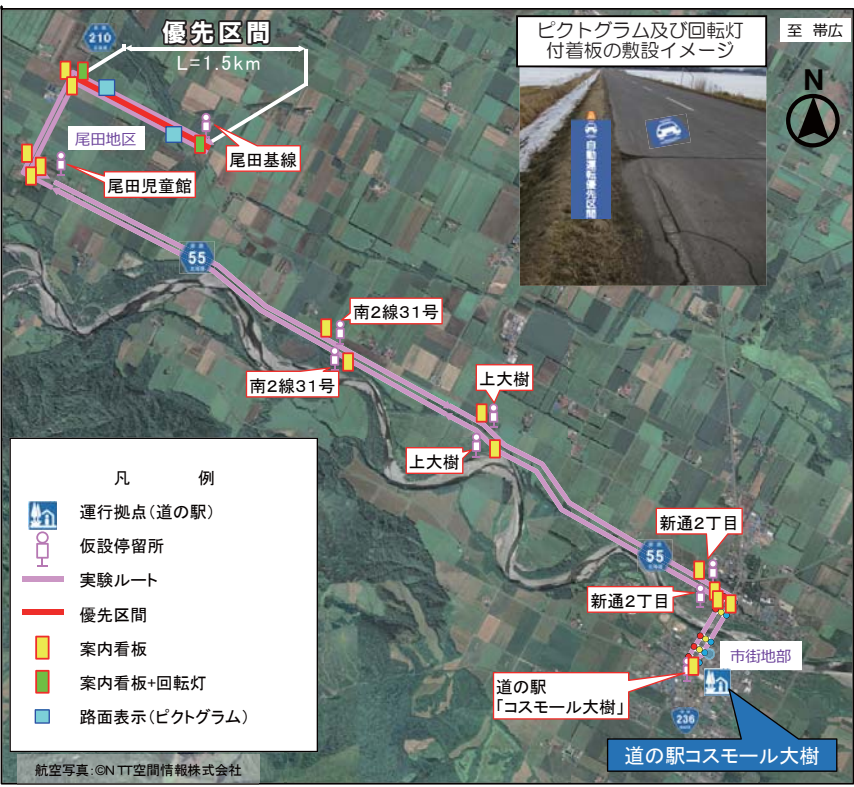 210
優先区間
L=1.5km
ピクトグラム及び回転灯
付着板の敷設イメージ
至 帯広
N
自動運転優先区間
尾田地区
尾田基線
尾田児童館
55
南2線31号
南2線31号
上大樹
上大樹
新通2丁目
55
新通2丁目
市街地部
道の駅
「コスモール大樹」
236
道の駅コスモール大樹
凡 例
運行拠点(道の駅)
仮設停留所
実験ルート
優先区間
案内看板
案内看板+回転灯
路面表示(ピクトグラム)
航空写真:©NTT空間情報株式会社